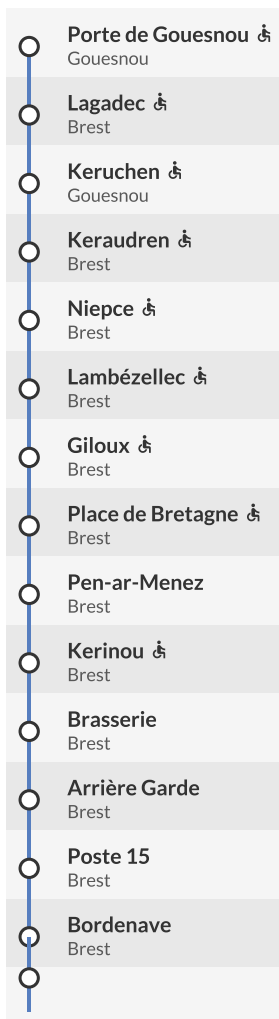 Porte de Gouesnou
Gouesnou
Lagadec
Brest
Keruchen
Gouesnou
Keraudren
Brest
Niepce
Brest
Lambézellec
Brest
Giloux
Brest
Place de Bretagne
Brest
Pen-ar-Menez
Brest
Kerinou
Brest
Brasserie
Brest
Arrière Garde
Brest
Poste 15
Brest
Bordenave
Brest